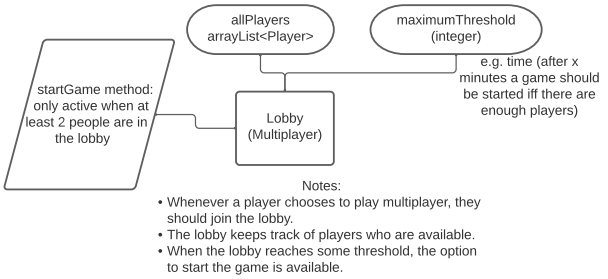 allPlayers
arrayList<Player>
maximumThreshold
(integer)
e.g. time (after x
minutes a game should
be started iff there are
enough players)
startGame method:
only active when at
least 2 people are in
the lobby
Lobby
(Multiplayer)
Notes:
• Whenever a player chooses to play multiplayer, they
should join the lobby.
• The lobby keeps track of players who are available.
• When the lobby reaches some threshold, the option
to start the game is available.